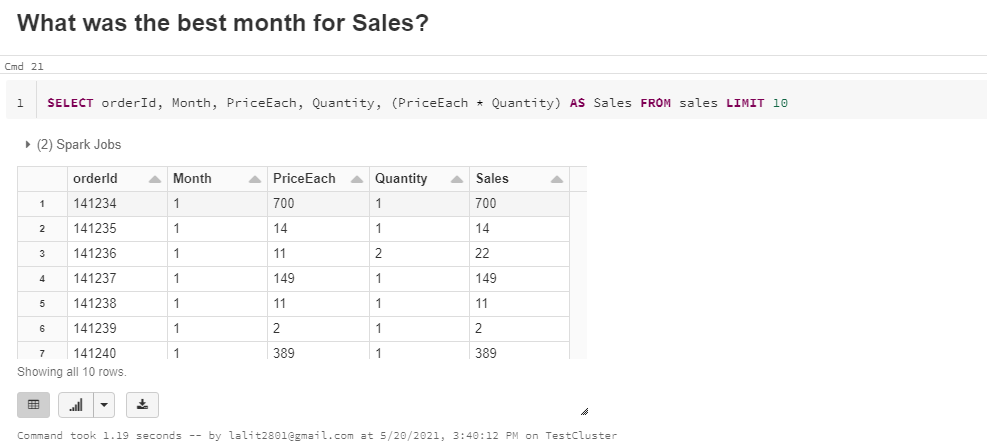 What was the best month for Sales?
Cmd 21
1 SELECT orderId, Month, PriceEach, Quantity, (PriceEach * Quantity) AS Sales FROM sales LIMIT 10
(2) Spark Jobs
orderId Month PriceEach Quantity Sales
1 141234 1 700 1 700
2 141235 1 14 1 14
3 141236 1 11 2 22
4 141237 1 149 1 149
5 141238 1 11 1 11
6 141239 1 2 1 2
7 141240 1 389 1 389
Showing all 10 rows.
Command took 1.19 seconds -- by lalit2801@gmail.com at 5/20/2021, 3:40:12 PM on TestCluster